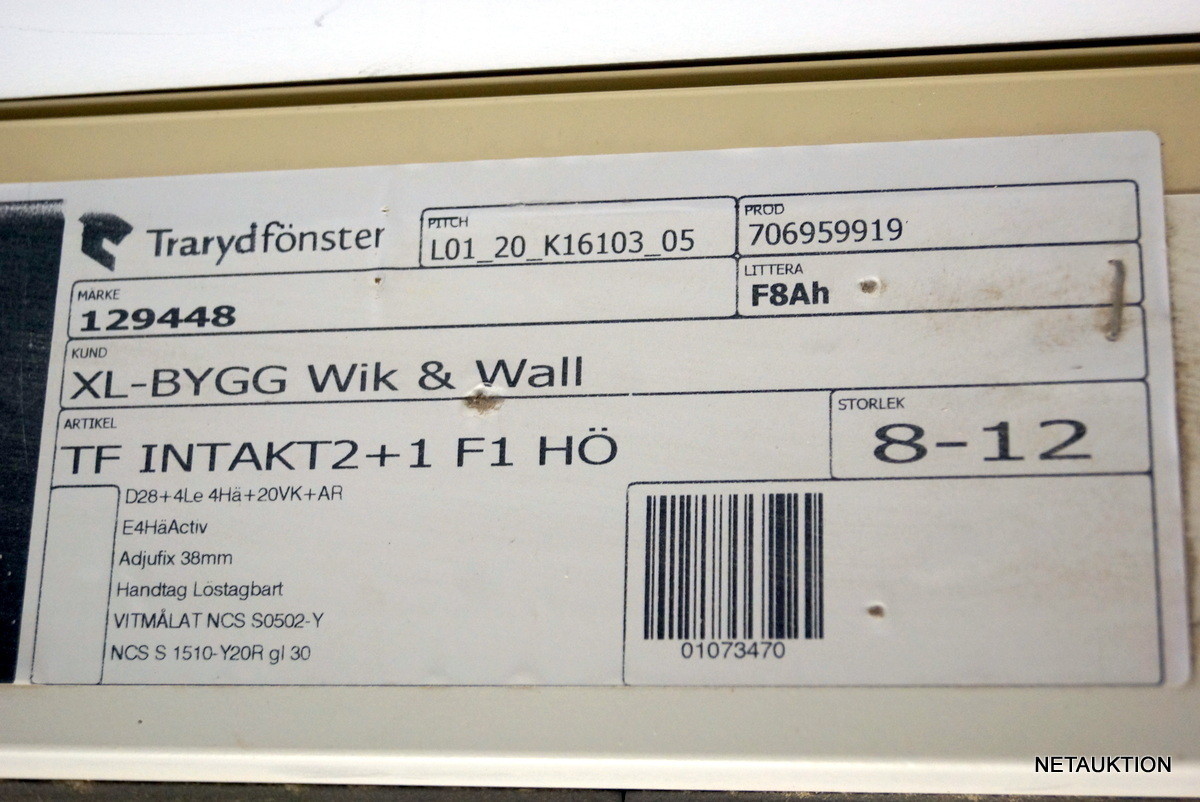 Traryd fönster
PITCH
L01_20_K16103_05
PROD
706959919
MÄRKE
129448
LITTERA
F8Ah
KUND
XL-BYGG Wik & Wall
ARTIKEL
TF INTAKT2+1 F1 HÖ
STORLEK
8-12
D28+4Le 4Hä+20VK+AR
E4HäActiv
Adjufix 38mm
Handtag Löstagbart
VITMÅLAT NCS S0502-Y
NCS S 1510-Y20R gl 30
01073470
NETAUKTION